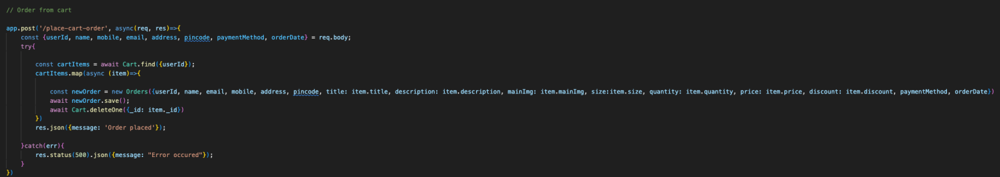 // Order from cart
app.post('/place-cart-order', async(req, res)=>{
const {userId, name, mobile, email, address, pincode, paymentMethod, orderDate} = req.body;
try{
const cartItems = await Cart.find({userId});
cartItems.map(async (item)=>{
const newOrder = new Orders({userId, name, email, mobile, address, pincode, title: item.title, description: item.description, mainImg: item.mainImg, size:item.size, quantity: item.quantity, price: item.price, discount: item.discount, paymentMethod, orderDate})
await newOrder.save();
await Cart.deleteOne({_id: item._id})
})
res.json({message: 'Order placed'});
}catch(err){
res.status(500).json({message: "Error occured"});
}
})